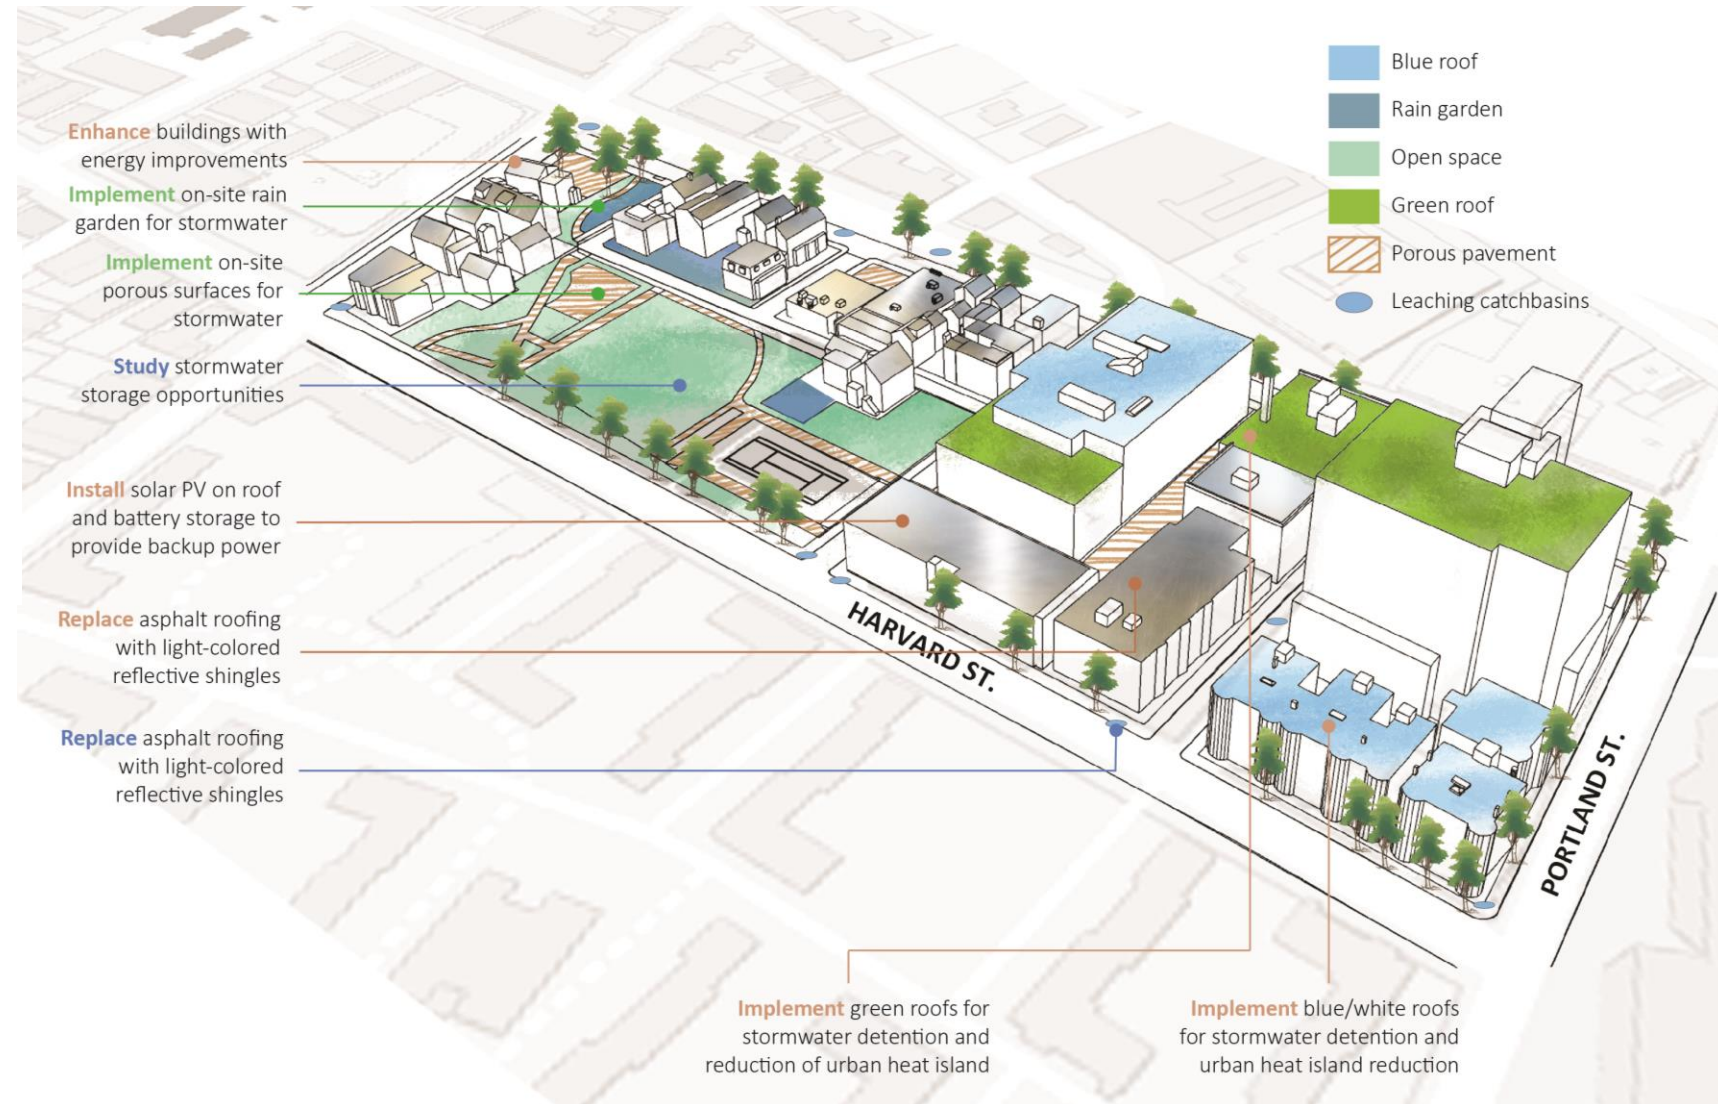 Blue roof
Rain garden
Open space
Green roof
Porous pavement
Leaching catchbasins
Enhance buildings with
energy improvements
Implement on-site rain
garden for stormwater
Implement on-site
porous surfaces for
stormwater
Study stormwater
storage opportunities
Install solar PV on roof
and battery storage to
provide backup power
Replace asphalt roofing
with light-colored
reflective shingles
Replace asphalt roofing
with light-colored
reflective shingles
HARVARD ST.
PORTLAND ST.
Implement green roofs for
stormwater detention and
reduction of urban heat island
Implement blue/white roofs
for stormwater detention and
urban heat island reduction